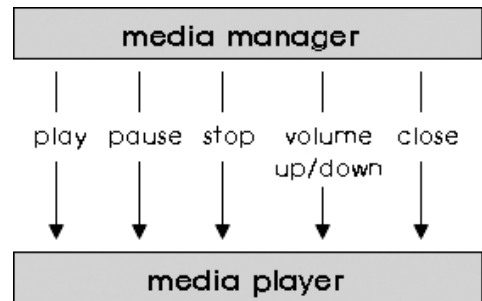 media manager
play pause stop volume close
up/down
media player